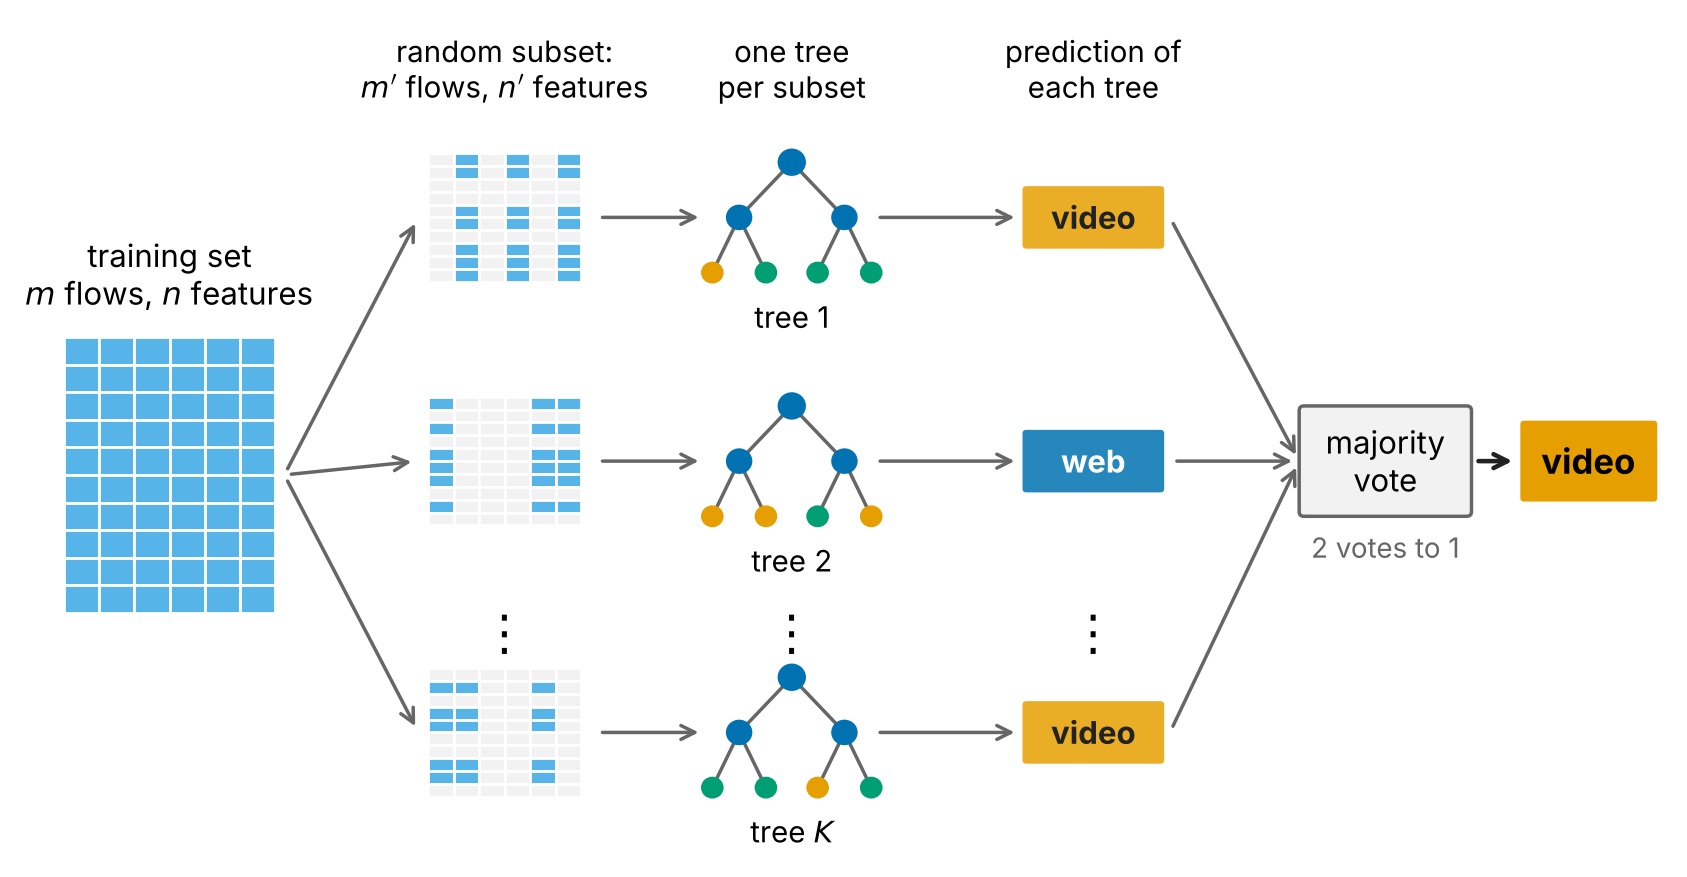 random subset:
m′ flows, n′ features
one tree
per subset
prediction of
each tree
training set
m flows, n features
tree 1
video
tree 2
web
majority
vote
2 votes to 1
video
⋮ ⋮ ⋮
tree K
video